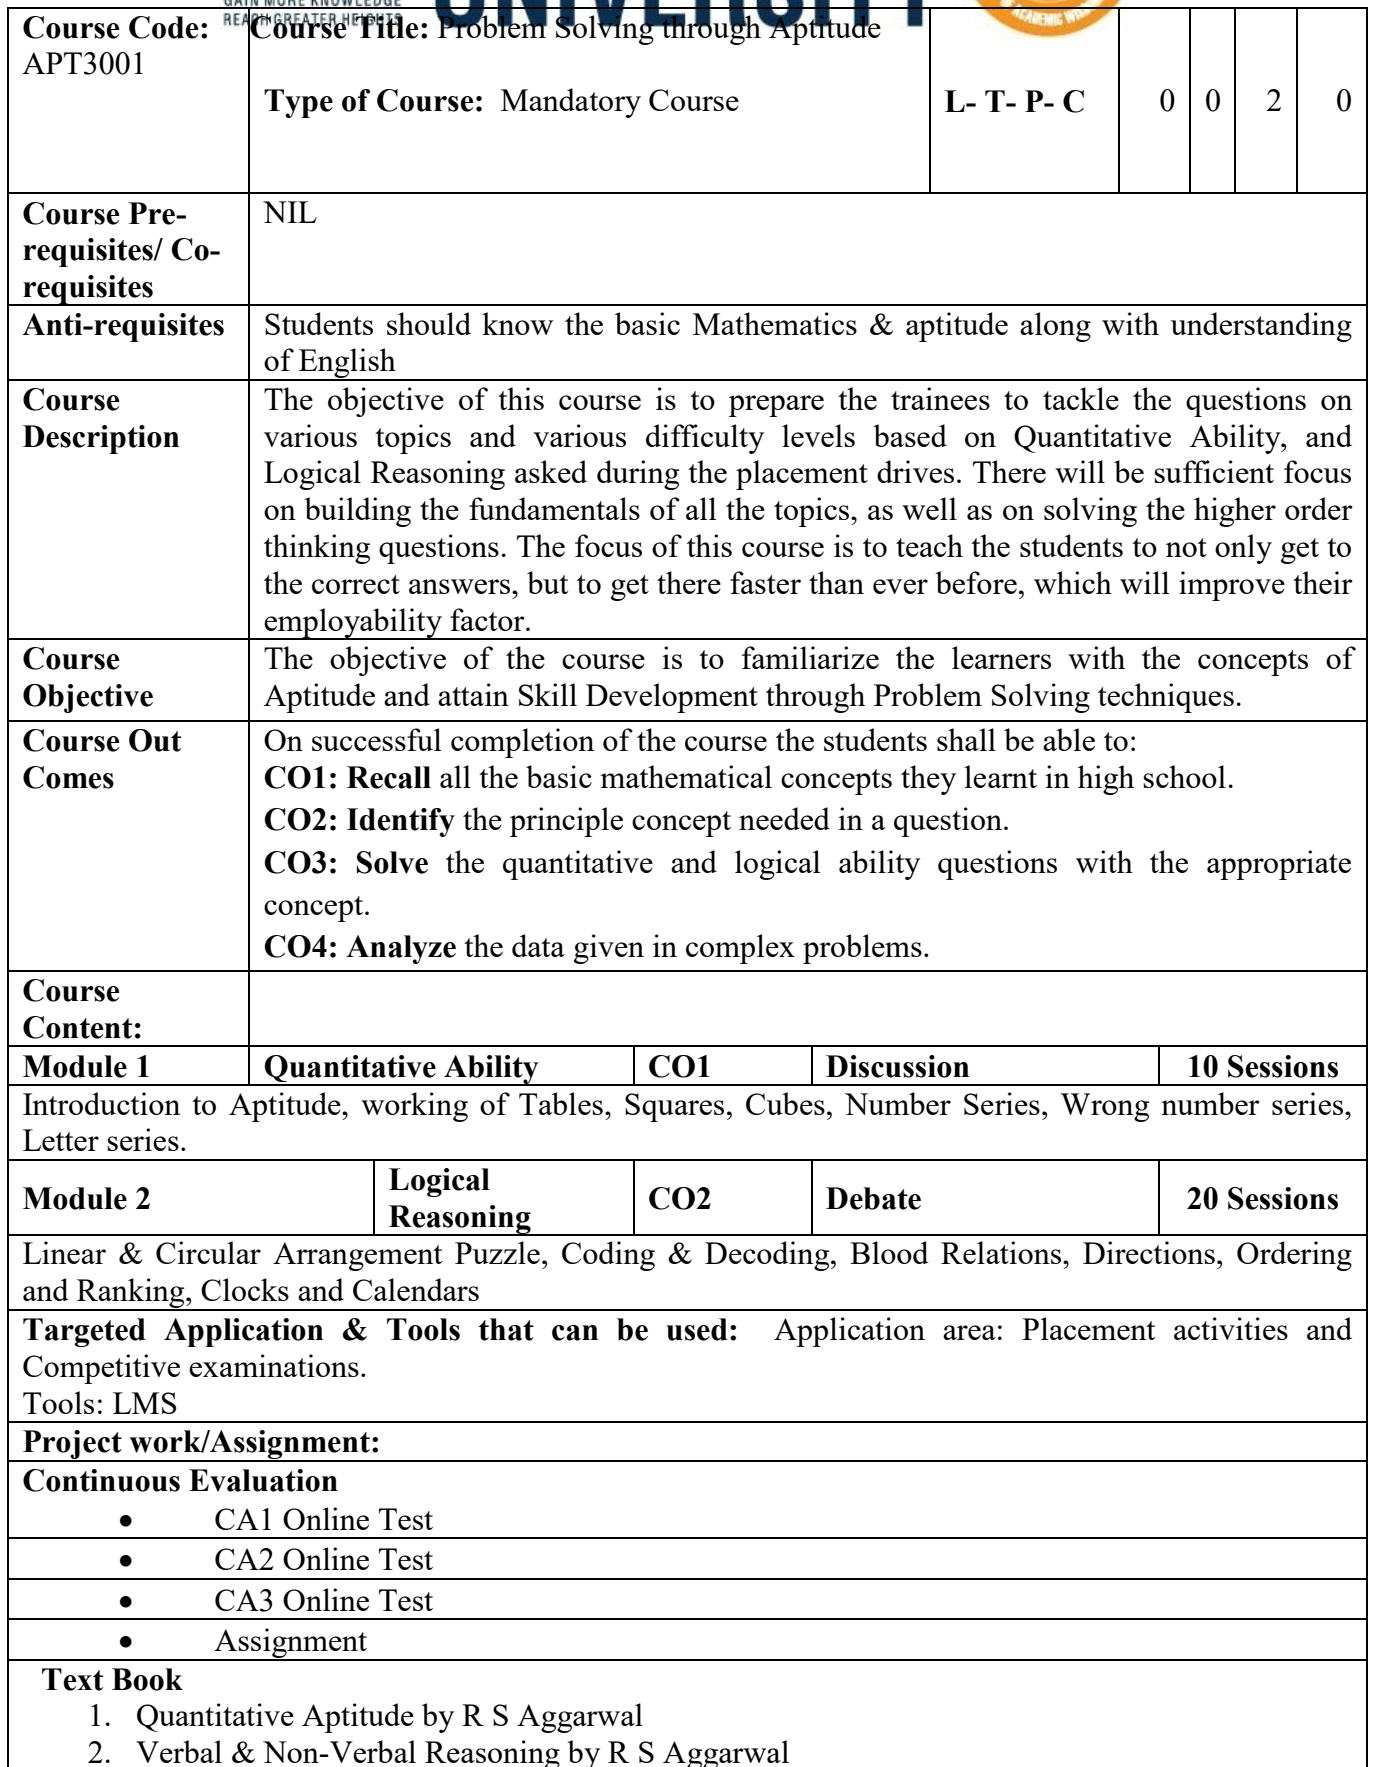 GAIN MORE KNOWLEDGE
REACH GREATER HEIGHTS
UNIVERSITY
Course Code: APT3001
Course Title: Problem Solving through Aptitude
Type of Course: Mandatory Course
L- T- P- C
0
0
2
0
Course Pre-
requisites/ Co-
requisites
NIL
Anti-requisites
Students should know the basic Mathematics & aptitude along with understanding
of English
Course
Description
The objective of this course is to prepare the trainees to tackle the questions on
various topics and various difficulty levels based on Quantitative Ability, and
Logical Reasoning asked during the placement drives. There will be sufficient focus
on building the fundamentals of all the topics, as well as on solving the higher order
thinking questions. The focus of this course is to teach the students to not only get to
the correct answers, but to get there faster than ever before, which will improve their
employability factor.
Course
Objective
The objective of the course is to familiarize the learners with the concepts of
Aptitude and attain Skill Development through Problem Solving techniques.
Course Out
Comes
On successful completion of the course the students shall be able to:
CO1: Recall all the basic mathematical concepts they learnt in high school.
CO2: Identify the principle concept needed in a question.
CO3: Solve the quantitative and logical ability questions with the appropriate
concept.
CO4: Analyze the data given in complex problems.
Course
Content:
Module 1
Quantitative Ability
CO1
Discussion
10 Sessions
Introduction to Aptitude, working of Tables, Squares, Cubes, Number Series, Wrong number series,
Letter series.
Module 2
Logical
Reasoning
CO2
Debate
20 Sessions
Linear & Circular Arrangement Puzzle, Coding & Decoding, Blood Relations, Directions, Ordering
and Ranking, Clocks and Calendars
Targeted Application & Tools that can be used: Application area: Placement activities and
Competitive examinations.
Tools: LMS
Project work/Assignment:
Continuous Evaluation
• CA1 Online Test
• CA2 Online Test
• CA3 Online Test
• Assignment
Text Book
1. Quantitative Aptitude by R S Aggarwal
2. Verbal & Non-Verbal Reasoning by R S Aggarwal